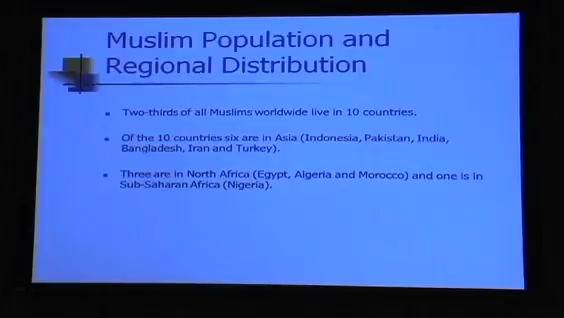 Muslim Population and
Regional Distribution
Two-thirds of all Muslims worldwide live in 10 countries.
Of the 10 countries six are in Asia (Indonesia, Pakistan, India,
Bangladesh, Iran and Turkey).
Three are in North Africa (Egypt, Algeria and Morocco) and one is in
Sub-Saharan Africa (Nigeria).